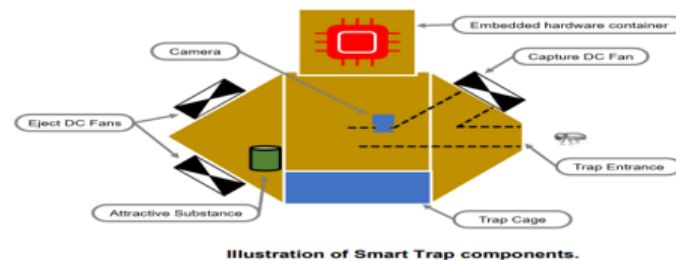 Embedded hardware container
Camera
Capture DC Fan
Eject DC Fans
Trap Entrance
Attractive Substance
Trap Cage
Illustration of Smart Trap components.